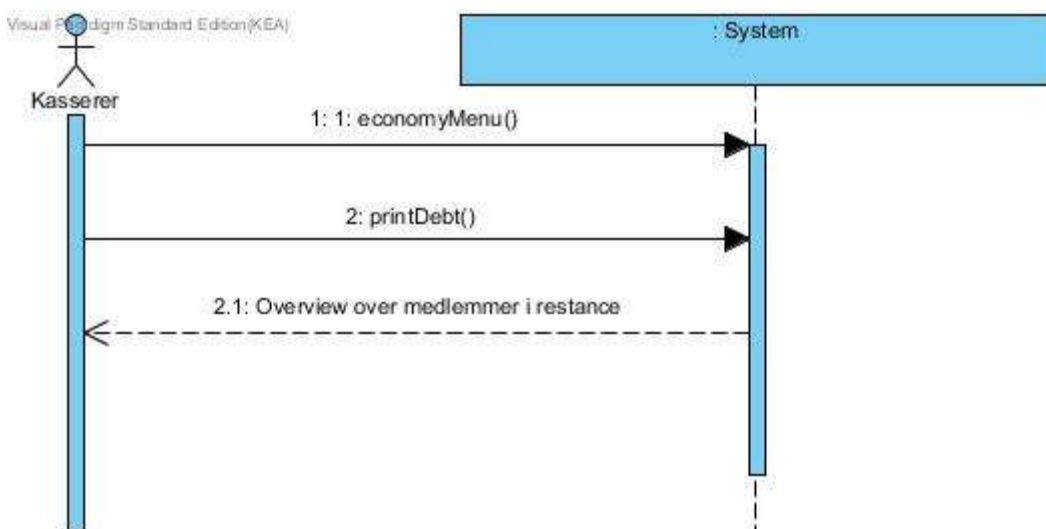 Visual Paradigm Standard Edition(KEA)
: System
Kasserer
1: 1: economyMenu()
2: printDebt()
2.1: Overview over medlemmer i restance